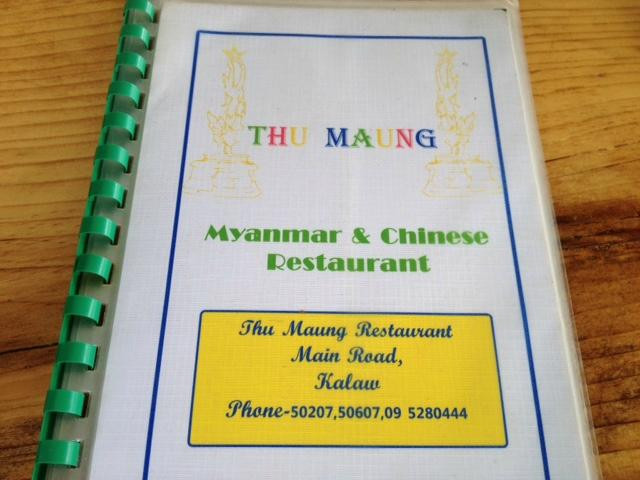 THU MAUNG
Myanmar & Chinese
Restaurant
Thu Maung Restaurant
Main Road,
Kalaw
Phone-50207,50607,09 5280444